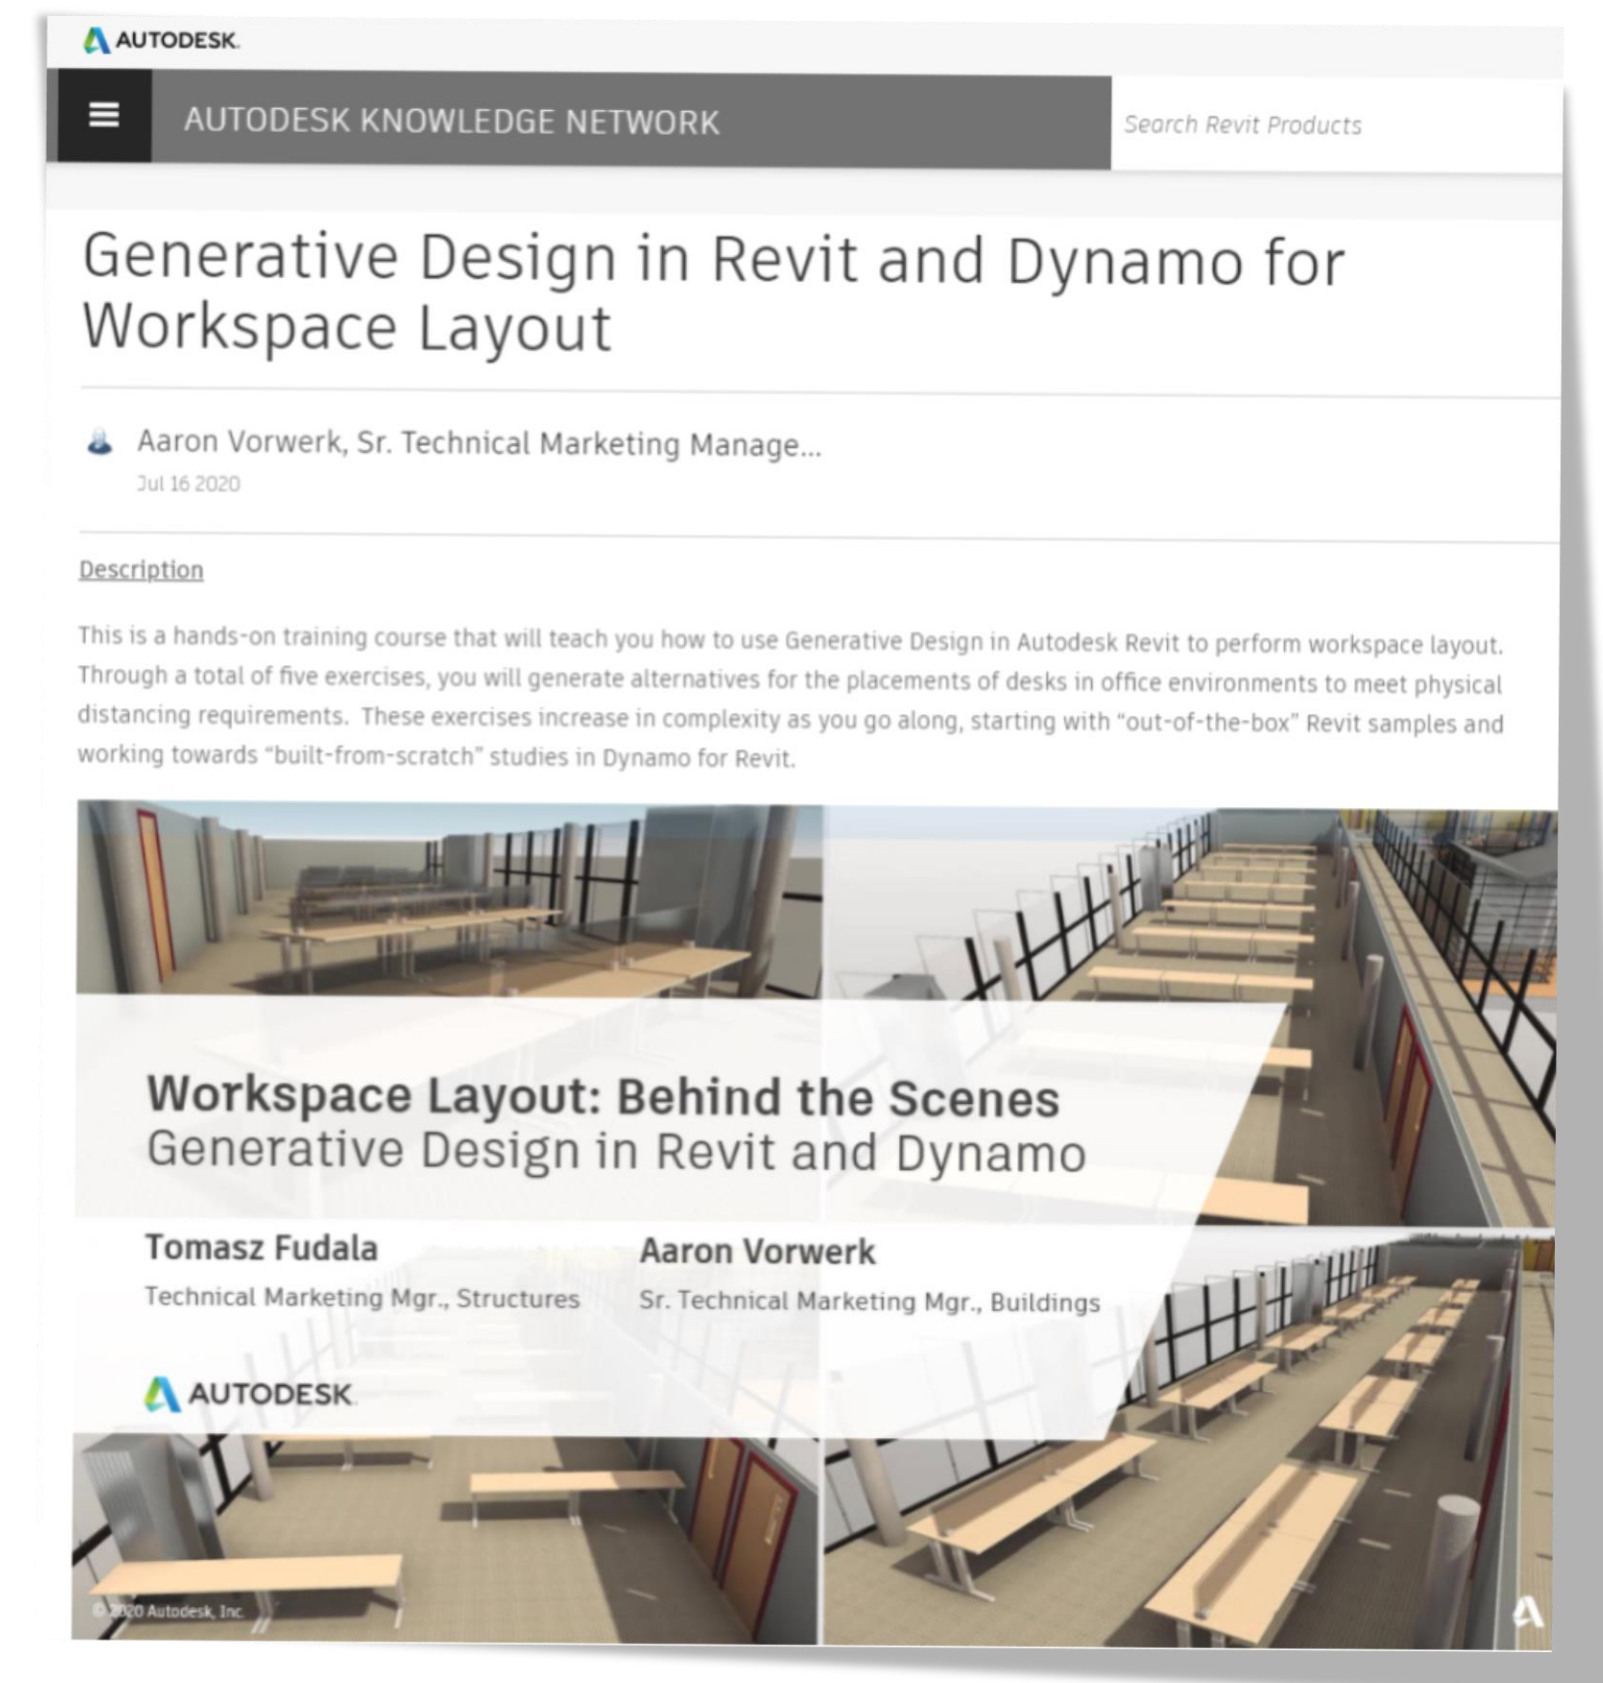 AUTODESK.
AUTODESK KNOWLEDGE NETWORK
Search Revit Products
Generative Design in Revit and Dynamo for
Workspace Layout
Aaron Vorwerk, Sr. Technical Marketing Manage...
Jul 16 2020
Description
This is a hands-on training course that will teach you how to use Generative Design in Autodesk Revit to perform workspace layout.
Through a total of five exercises, you will generate alternatives for the placements of desks in office environments to meet physical
distancing requirements.  These exercises increase in complexity as you go along, starting with “out-of-the-box” Revit samples and
working towards “built-from-scratch” studies in Dynamo for Revit.
Workspace Layout: Behind the Scenes
Generative Design in Revit and Dynamo
Tomasz Fudala
Aaron Vorwerk
Technical Marketing Mgr., Structures
Sr. Technical Marketing Mgr., Buildings
AUTODESK.
© 2020 Autodesk, Inc.